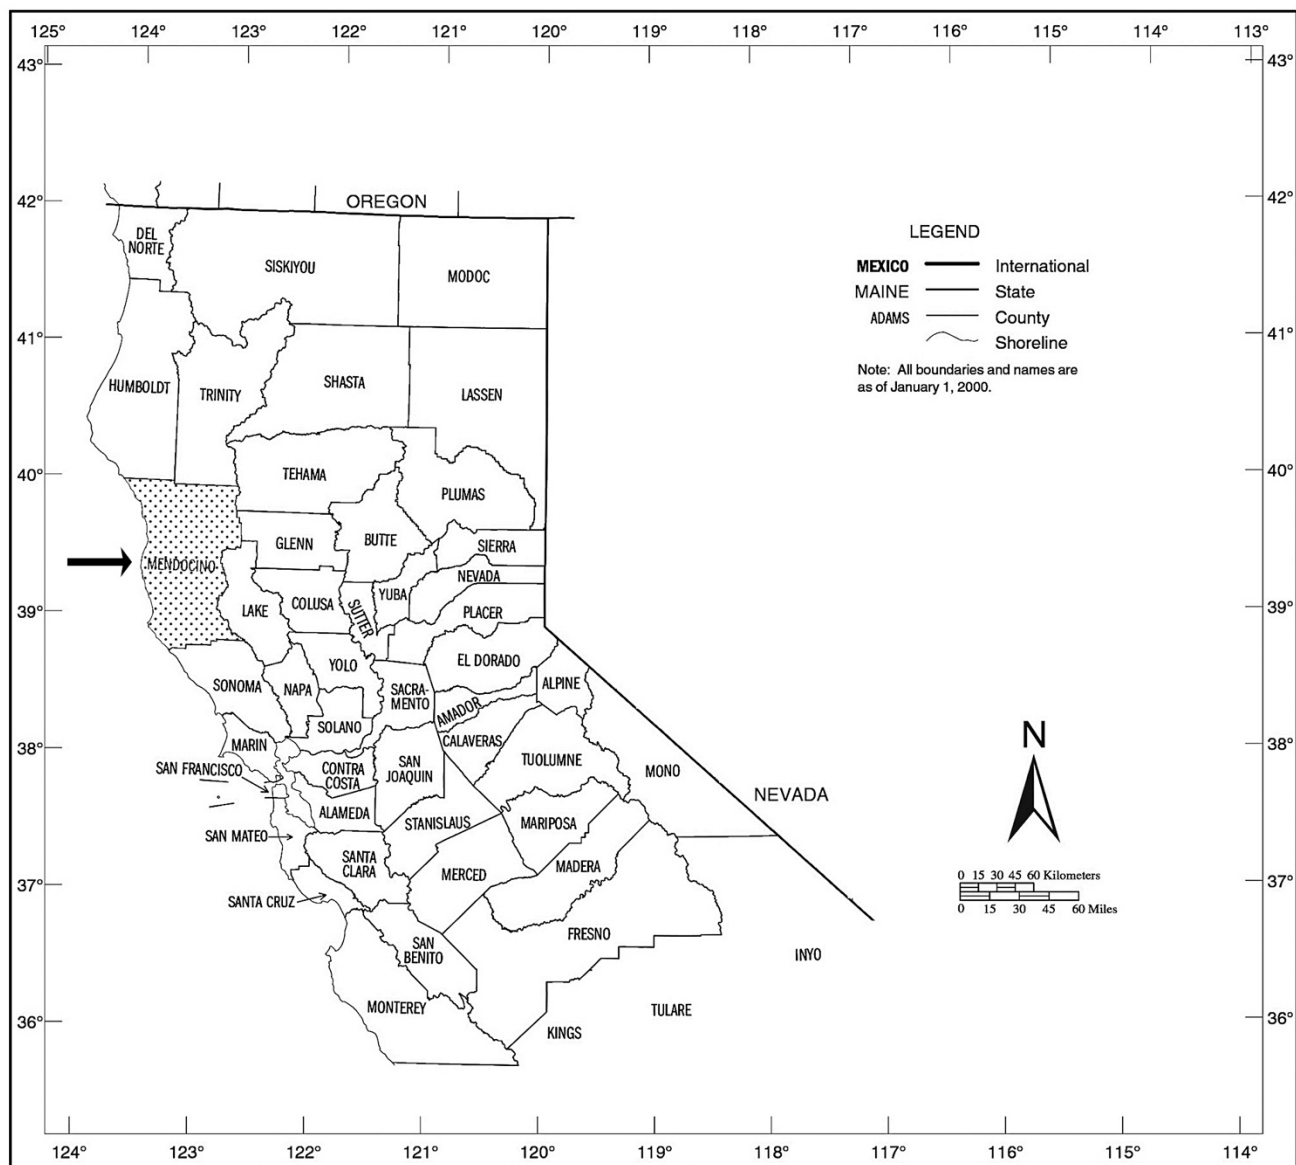 125° 124° 123° 122° 121° 120° 119° 118° 117° 116° 115° 114° 113°
43° 43°
42° 42°
OREGON
DEL
NORTE
SISKIYOU
MODOC
LEGEND
MEXICO International
MAINE State
ADAMS County
Shoreline
Note: All boundaries and names are
as of January 1, 2000.
41° 41°
HUMBOLDT
TRINITY
SHASTA
LASSEN
40° 40°
TEHAMA
PLUMAS
MENDOCINO
GLENN
BUTTE
SIERRA
NEVADA
LAKE
COLUSA
SUTTER
YUBA
PLACER
39° 39°
SONOMA
NAPA
YOLO
SACRA-
MENTO
EL DORADO
ALPINE
SOLANO
AMADOR
CALAVERAS
38° 38°
MARIN
SAN FRANCISCO
CONTRA
COSTA
SAN
JOAQUIN
TUOLUMNE
MONO
NEVADA
N
ALAMEDA
STANISLAUS
MARIPOSA
SAN MATEO
SANTA
CLARA
MERCED
MADERA
37° 37°
SANTA CRUZ
0 15 30 45 60 Kilometers
0 15 30 45 60 Miles
SAN
BENITO
FRESNO
INYO
MONTEREY
KINGS
TULARE
36° 36°
124° 123° 122° 121° 120° 119° 118° 117° 116° 115° 114°